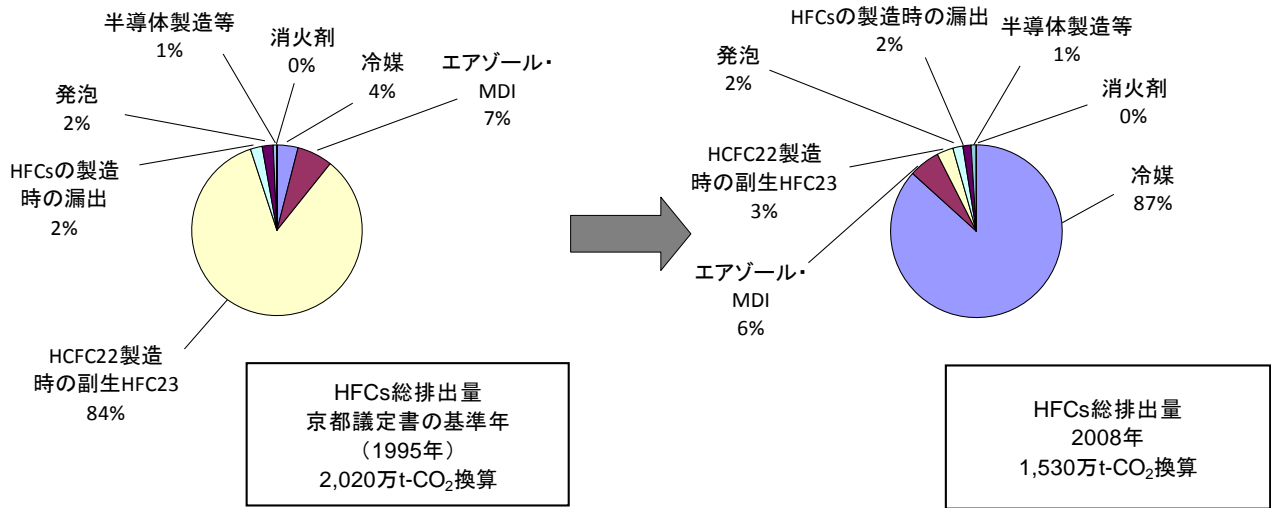 半導体製造等
1%
消火剤
0%
冷媒
4%
エアゾール・
MDI
7%
発泡
2%
HFCsの製造
時の漏出
2%
HCFC22製造
時の副生HFC23
84%
HFCs総排出量
京都議定書の基準年
（1995年）
2,020万t-CO₂換算
HFCsの製造時の漏出
2%
半導体製造等
1%
発泡
2%
消火剤
0%
HCFC22製造
時の副生HFC23
3%
冷媒
87%
エアゾール・
MDI
6%
HFCs総排出量
2008年
1,530万t-CO₂換算